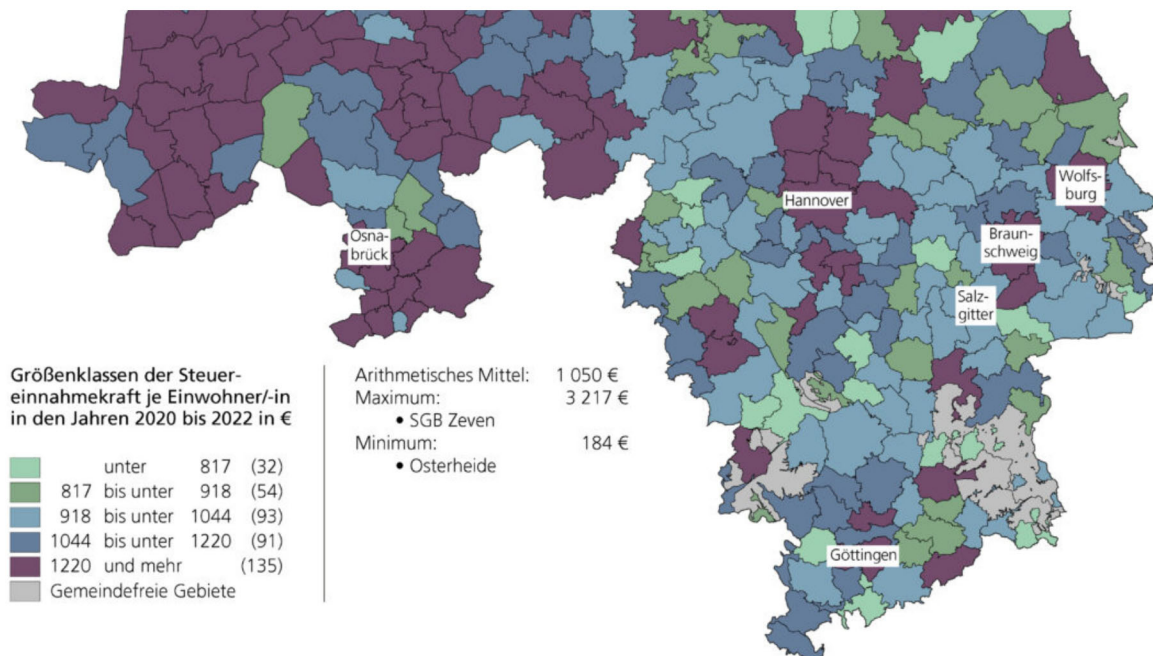 Hannover
Wolfs-
burg
Osna-
brück
Braun-
schweig
Salz-
gitter
Göttingen
Größenklassen der Steuer-
einnahmekraft je Einwohner/-in
in den Jahren 2020 bis 2022 in €
unter 817 (32)
817 bis unter 918 (54)
918 bis unter 1044 (93)
1044 bis unter 1220 (91)
1220 und mehr (135)
Gemeindefreie Gebiete
Arithmetisches Mittel: 1 050 €
Maximum: 3 217 €
• SGB Zeven
Minimum: 184 €
• Osterheide